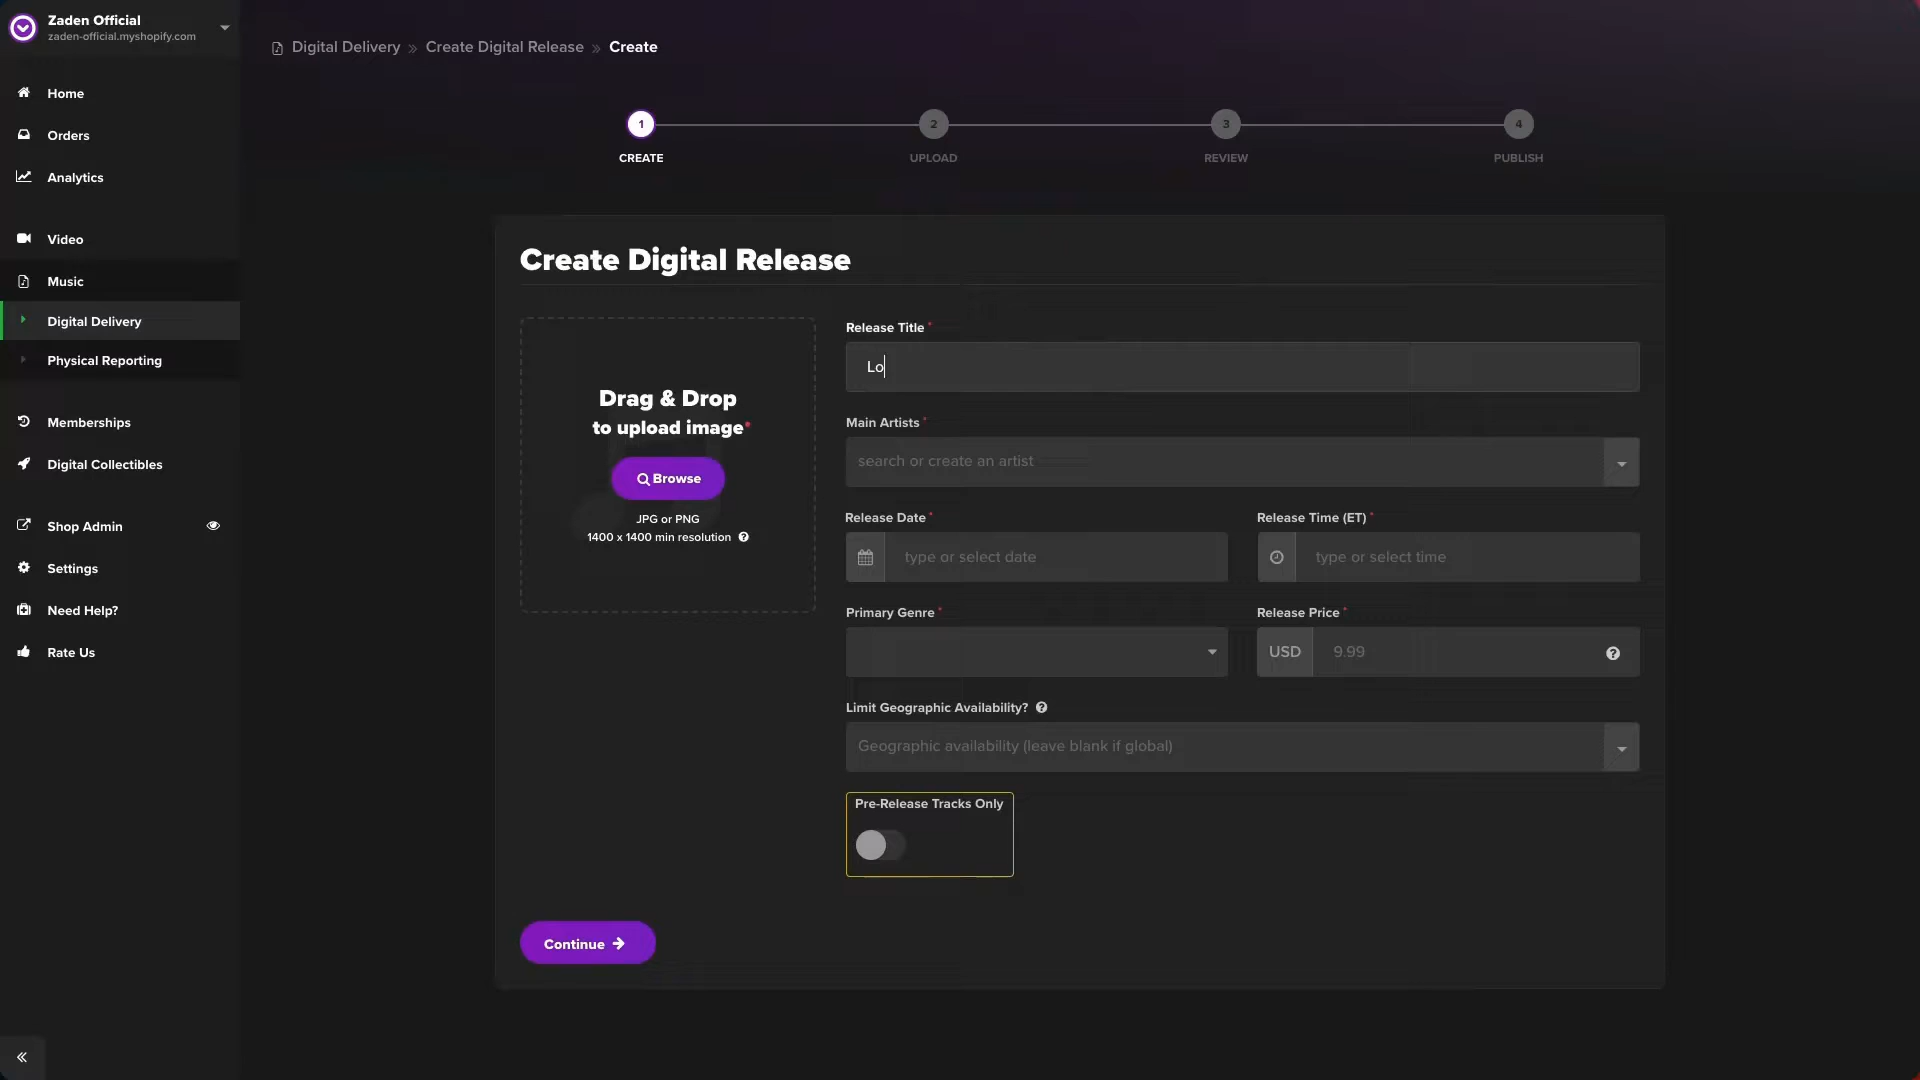 Zaden Official
zaden-official.myshopify.com
Home
Orders
Analytics
Video
Music
Digital Delivery
Physical Reporting
Memberships
Digital Collectibles
Shop Admin
Settings
Need Help?
Rate Us
Digital Delivery » Create Digital Release » Create
1 2 3 4
CREATE UPLOAD REVIEW PUBLISH
Create Digital Release
Drag & Drop
to upload image*
Browse
JPG or PNG
1400 x 1400 min resolution ?
Release Title *
Lo
Main Artists *
search or create an artist
Release Date * Release Time (ET) *
type or select date type or select time
Primary Genre * Release Price *
USD 9.99 ?
Limit Geographic Availability? ?
Geographic availability (leave blank if global)
Pre-Release Tracks Only
Continue →
«